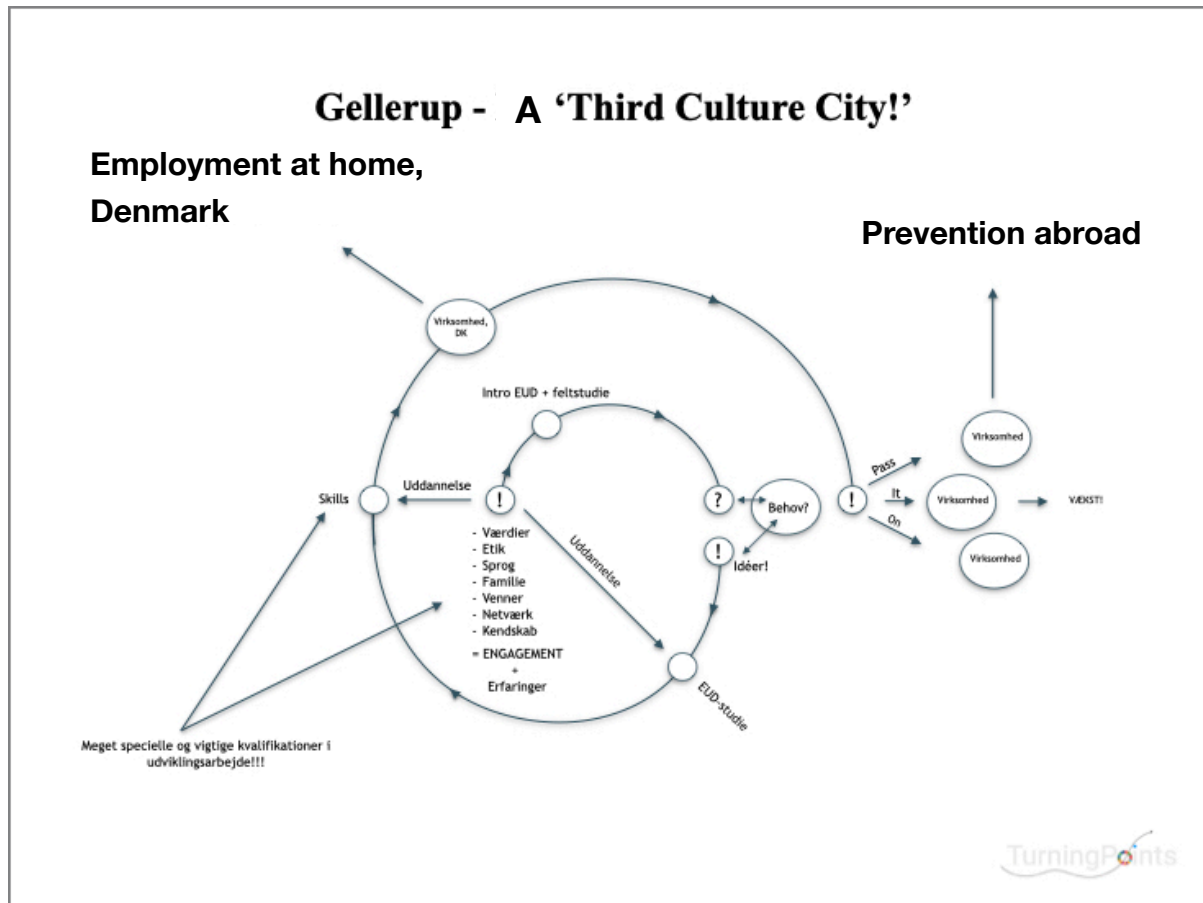 Gellerup - A ‘Third Culture City!’
Employment at home,
Denmark
Prevention abroad
Virksomhed,
DK
Intro EUD + feltstudie
Skills
Uddannelse
!
?
Behov?
!
Idéer!
!
Pass
It
On
Virksomhed
Virksomhed
Virksomhed
VÆKST!
- Værdier
- Etik
- Sprog
- Familie
- Venner
- Netværk
- Kendskab
= ENGAGEMENT
+
Erfaringer
Uddannelse
EUD-studie
Meget specielle og vigtige kvalifikationer i
udviklingsarbejde!!!
TurningPoints